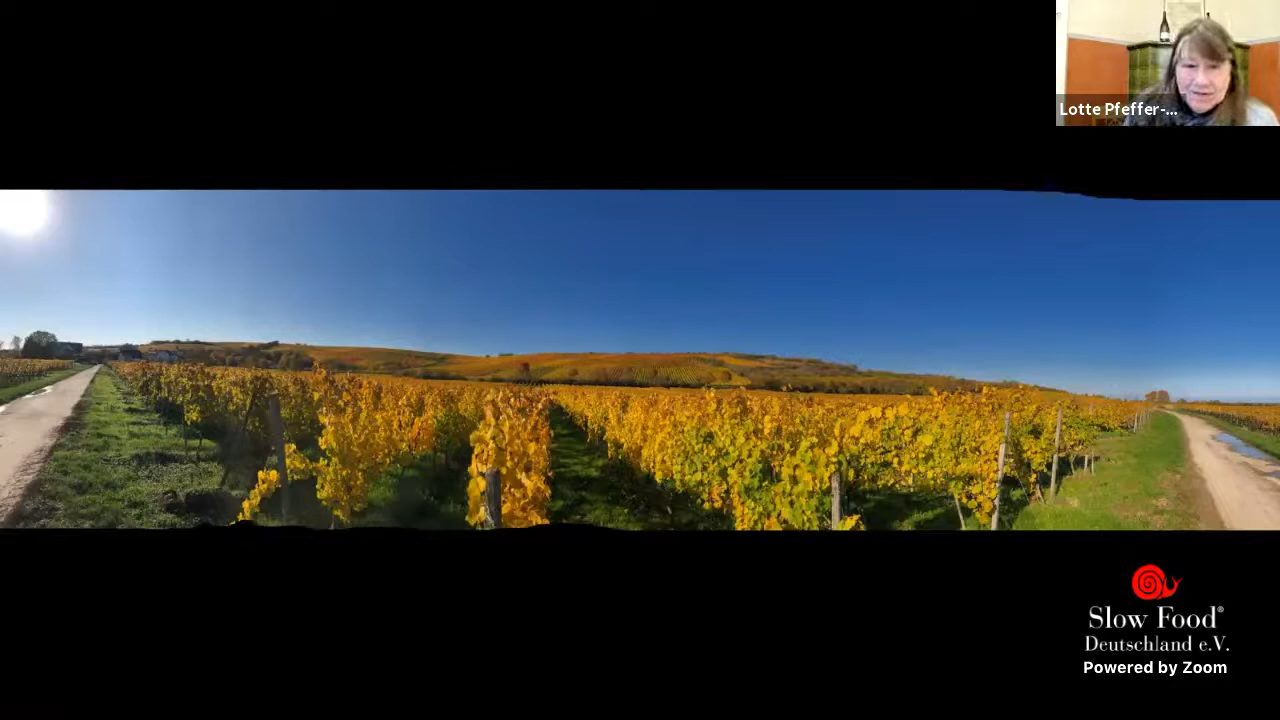 Lotte Pfeffer-...
Slow Food®
Deutschland e.V.
Powered by Zoom